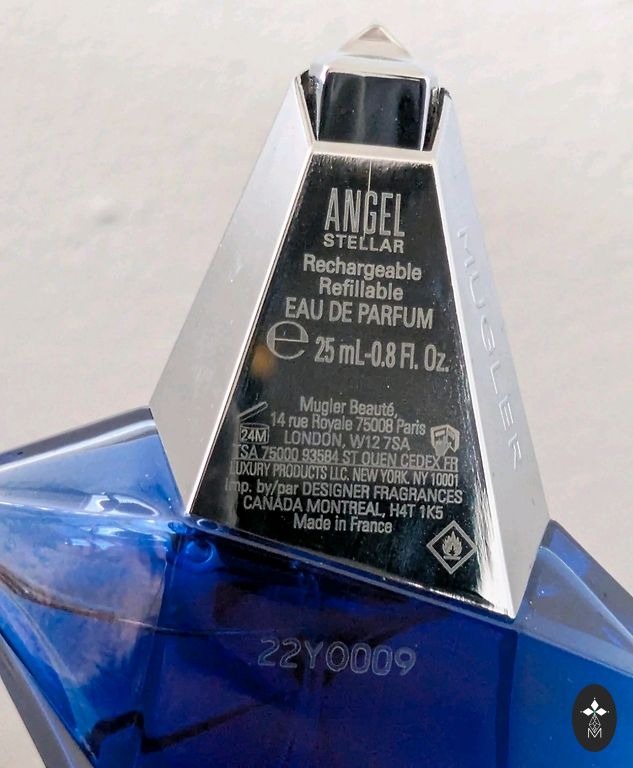 ANGEL
STELLAR
Rechargeable
Refillable
EAU DE PARFUM
℮ 25 mL-0.8 Fl. Oz.
MUGLER
Mugler Beauté,
14 rue Royale 75008 Paris
24M
LONDON, W12 7SA
TSA 75000 93584 ST OUEN CEDEX FR
LUXURY PRODUCTS LLC. NEW YORK. NY 10001
Imp. by/par DESIGNER FRAGRANCES
CANADA MONTREAL, H4T 1K5
Made in France
22Y0009
M